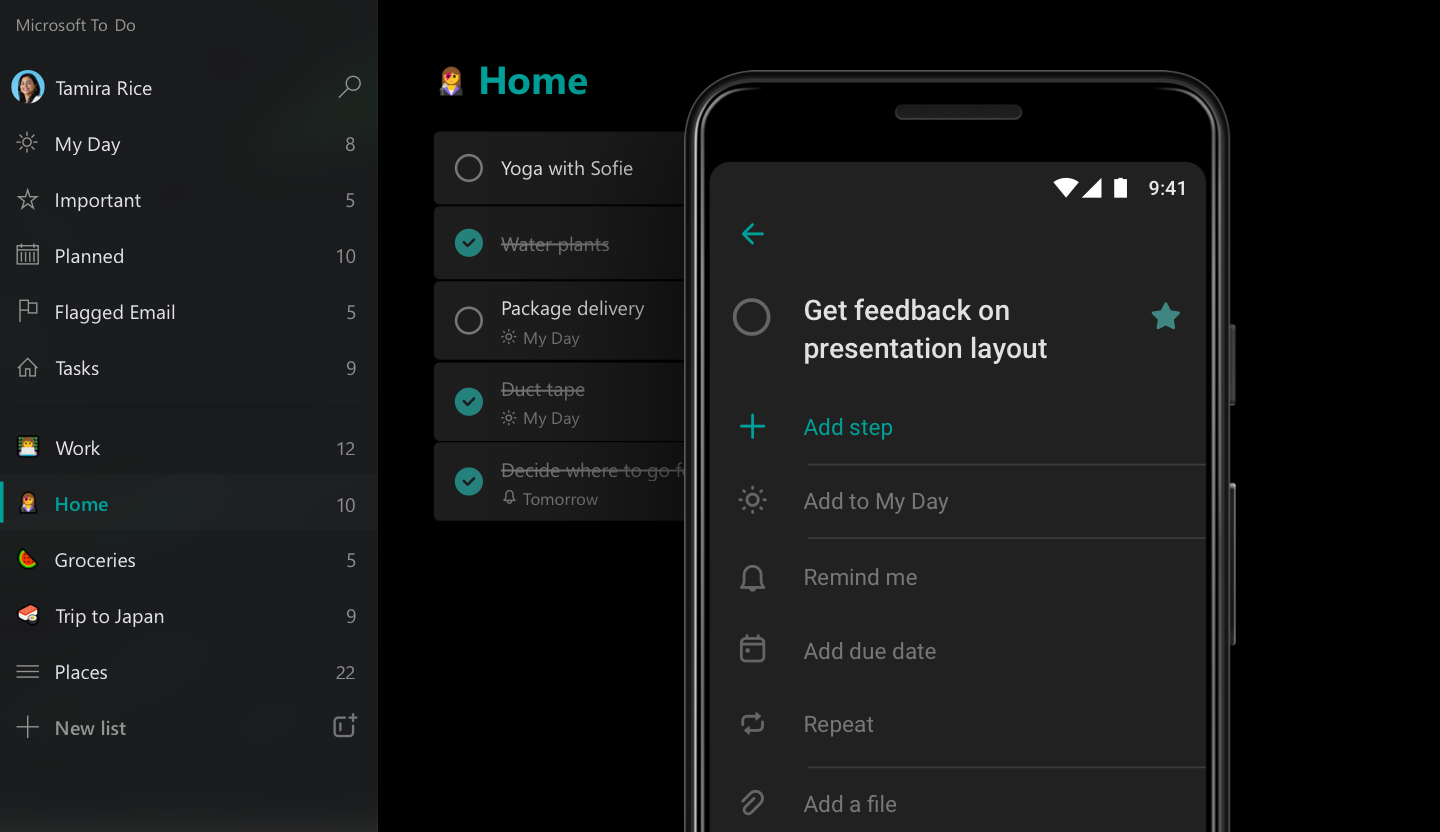 Microsoft To Do
Tamira Rice
My Day 8
Important 5
Planned 10
Flagged Email 5
Tasks 9
Work 12
Home 10
Groceries 5
Trip to Japan 9
Places 22
New list
Home
Yoga with Sofie
Water plants
Package delivery
My Day
Duct tape
My Day
Decide where to go
Tomorrow
9:41
Get feedback on
presentation layout
Add step
Add to My Day
Remind me
Add due date
Repeat
Add a file